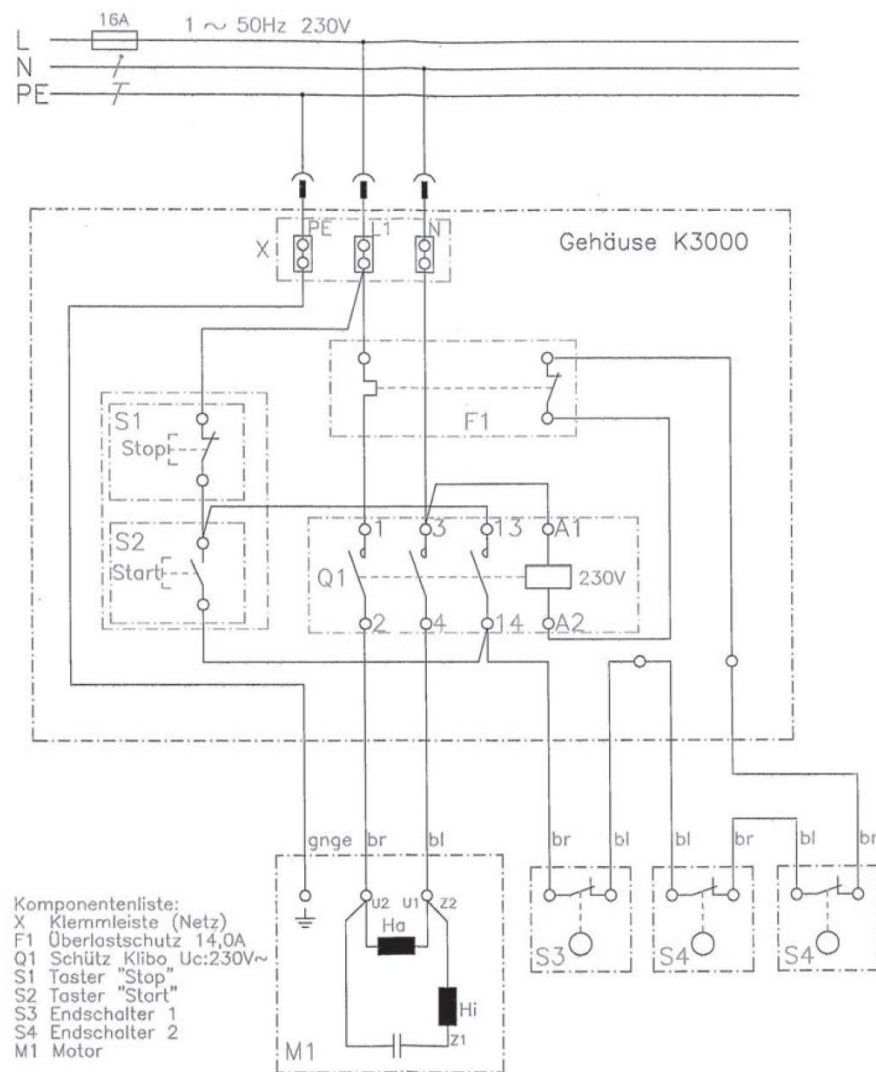 16A
1 ~ 50Hz 230V
L
N
PE
PE L1 N
X
Gehäuse K3000
F1
S1
Stop
S2
Start
1 3 13 A1
Q1
230V
2 4 14 A2
gnge br bl
br bl bl br bl br
U2 U1 Z2
Ha
Hi
Z1
M1
S3 S4 S4
Komponentenliste:
X Klemmleiste (Netz)
F1 Überlastschutz 14,0A
Q1 Schütz Klibo Uc:230V~
S1 Taster "Stop"
S2 Taster "Start"
S3 Endschalter 1
S4 Endschalter 2
M1 Motor